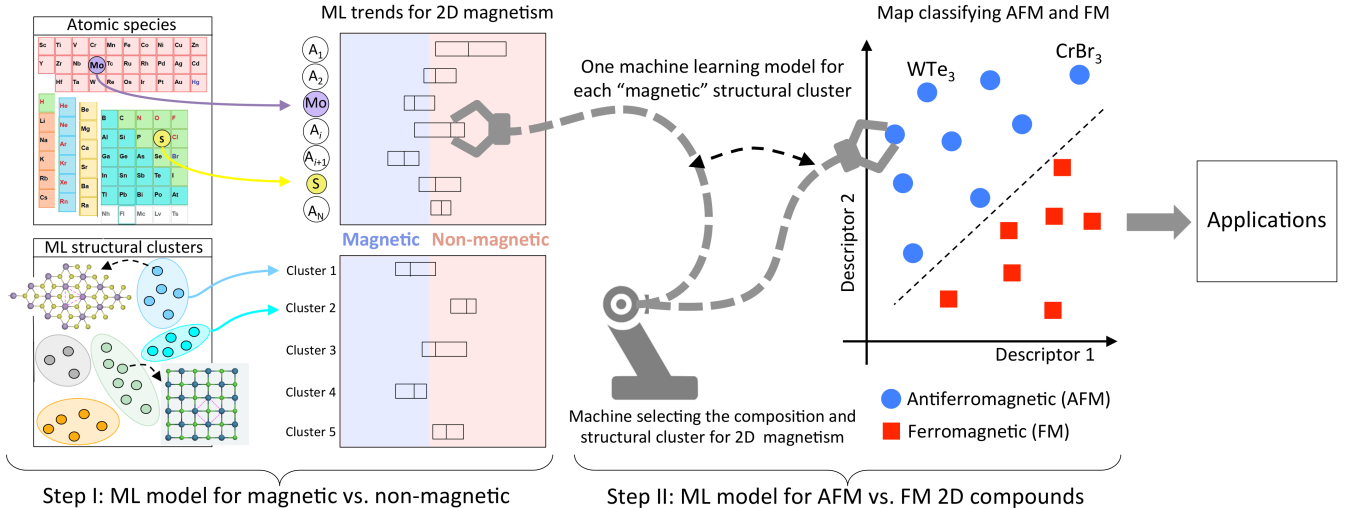 Atomic species
Sc Ti V Cr Mn Fe Co Ni Cu Zn
Y Zr Nb Mo Tc Ru Rh Pd Ag Cd
Hf Ta W Re Os Ir Pt Au Hg
H He Be B C N O F
Li Ne Mg Al Si P S Cl
Na Ar Ca Ga Ge As Se Br
K Kr Sr In Sn Sb Te I
Rb Xe Ba Tl Pb Bi Po At
Cs Rn Ra Nh Fl Mc Lv Ts
ML trends for 2D magnetism
A1
A2
Mo
Ai
Ai+1
S
AN
Magnetic Non-magnetic
ML structural clusters
Cluster 1
Cluster 2
Cluster 3
Cluster 4
Cluster 5
Step I: ML model for magnetic vs. non-magnetic
One machine learning model for
each “magnetic” structural cluster
Machine selecting the composition and
structural cluster for 2D magnetism
Map classifying AFM and FM
WTe3
CrBr3
Descriptor 2
Descriptor 1
Antiferromagnetic (AFM)
Ferromagnetic (FM)
Step II: ML model for AFM vs. FM 2D compounds
Applications